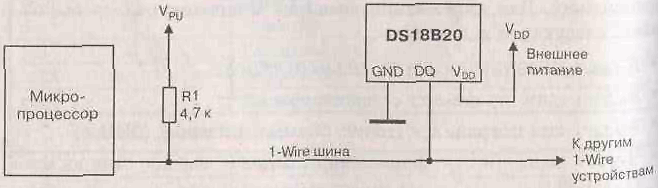 V_PU
DS18B20
V_DD
GND DQ V_DD
Внешнее
питание
Микро-
процессор
R1
4,7 к
1-Wire шина
К другим
1-Wire
устройствам